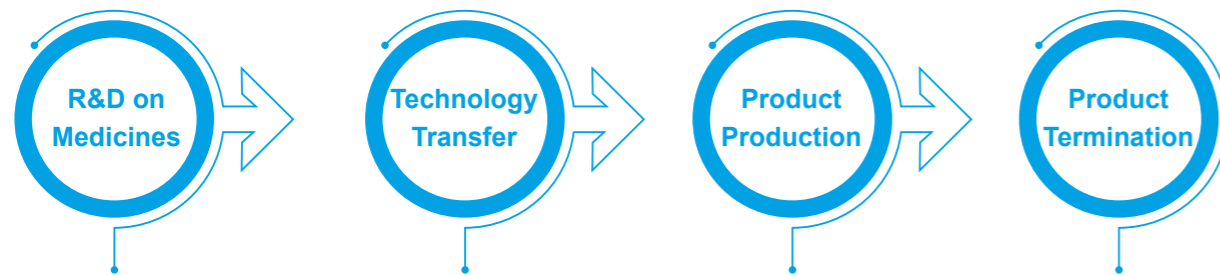 R&D on
Medicines
Technology
Transfer
Product
Production
Product
Termination